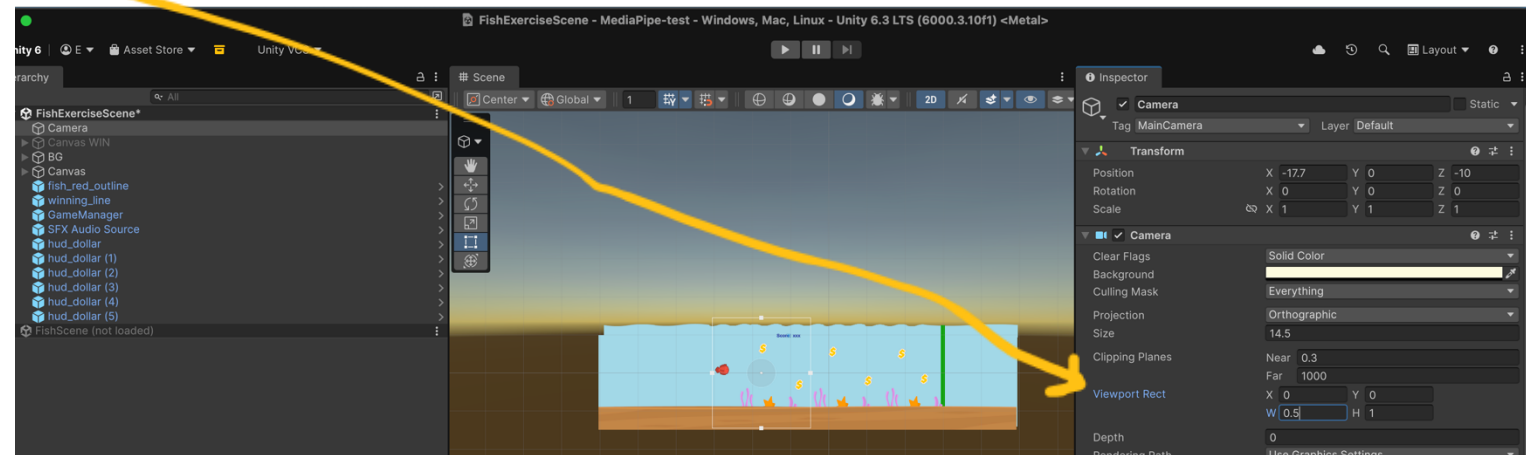 FishExerciseScene - MediaPipe-test - Windows, Mac, Linux - Unity 6.3 LTS (6000.3.10f1) <Metal>
nity 6 E Asset Store Unity VCS Layout
erarchy
Scene
Inspector
All
Center Global 1 2D
Camera Static
Tag MainCamera Layer Default
FishExerciseScene*
Camera
Canvas WIN
BG
Canvas
fish_red_outline
winning_line
GameManager
SFX Audio Source
hud_dollar
hud_dollar (1)
hud_dollar (2)
hud_dollar (3)
hud_dollar (4)
hud_dollar (5)
FishScene (not loaded)
Transform
Position X -17.7 Y 0 Z -10
Rotation X 0 Y 0 Z 0
Scale X 1 Y 1 Z 1
Camera
Clear Flags Solid Color
Background
Culling Mask Everything
Projection Orthographic
Size 14.5
Clipping Planes Near 0.3
Far 1000
Viewport Rect X 0 Y 0
W 0.5 H 1
Depth 0
Rendering Path Use Graphics Settings